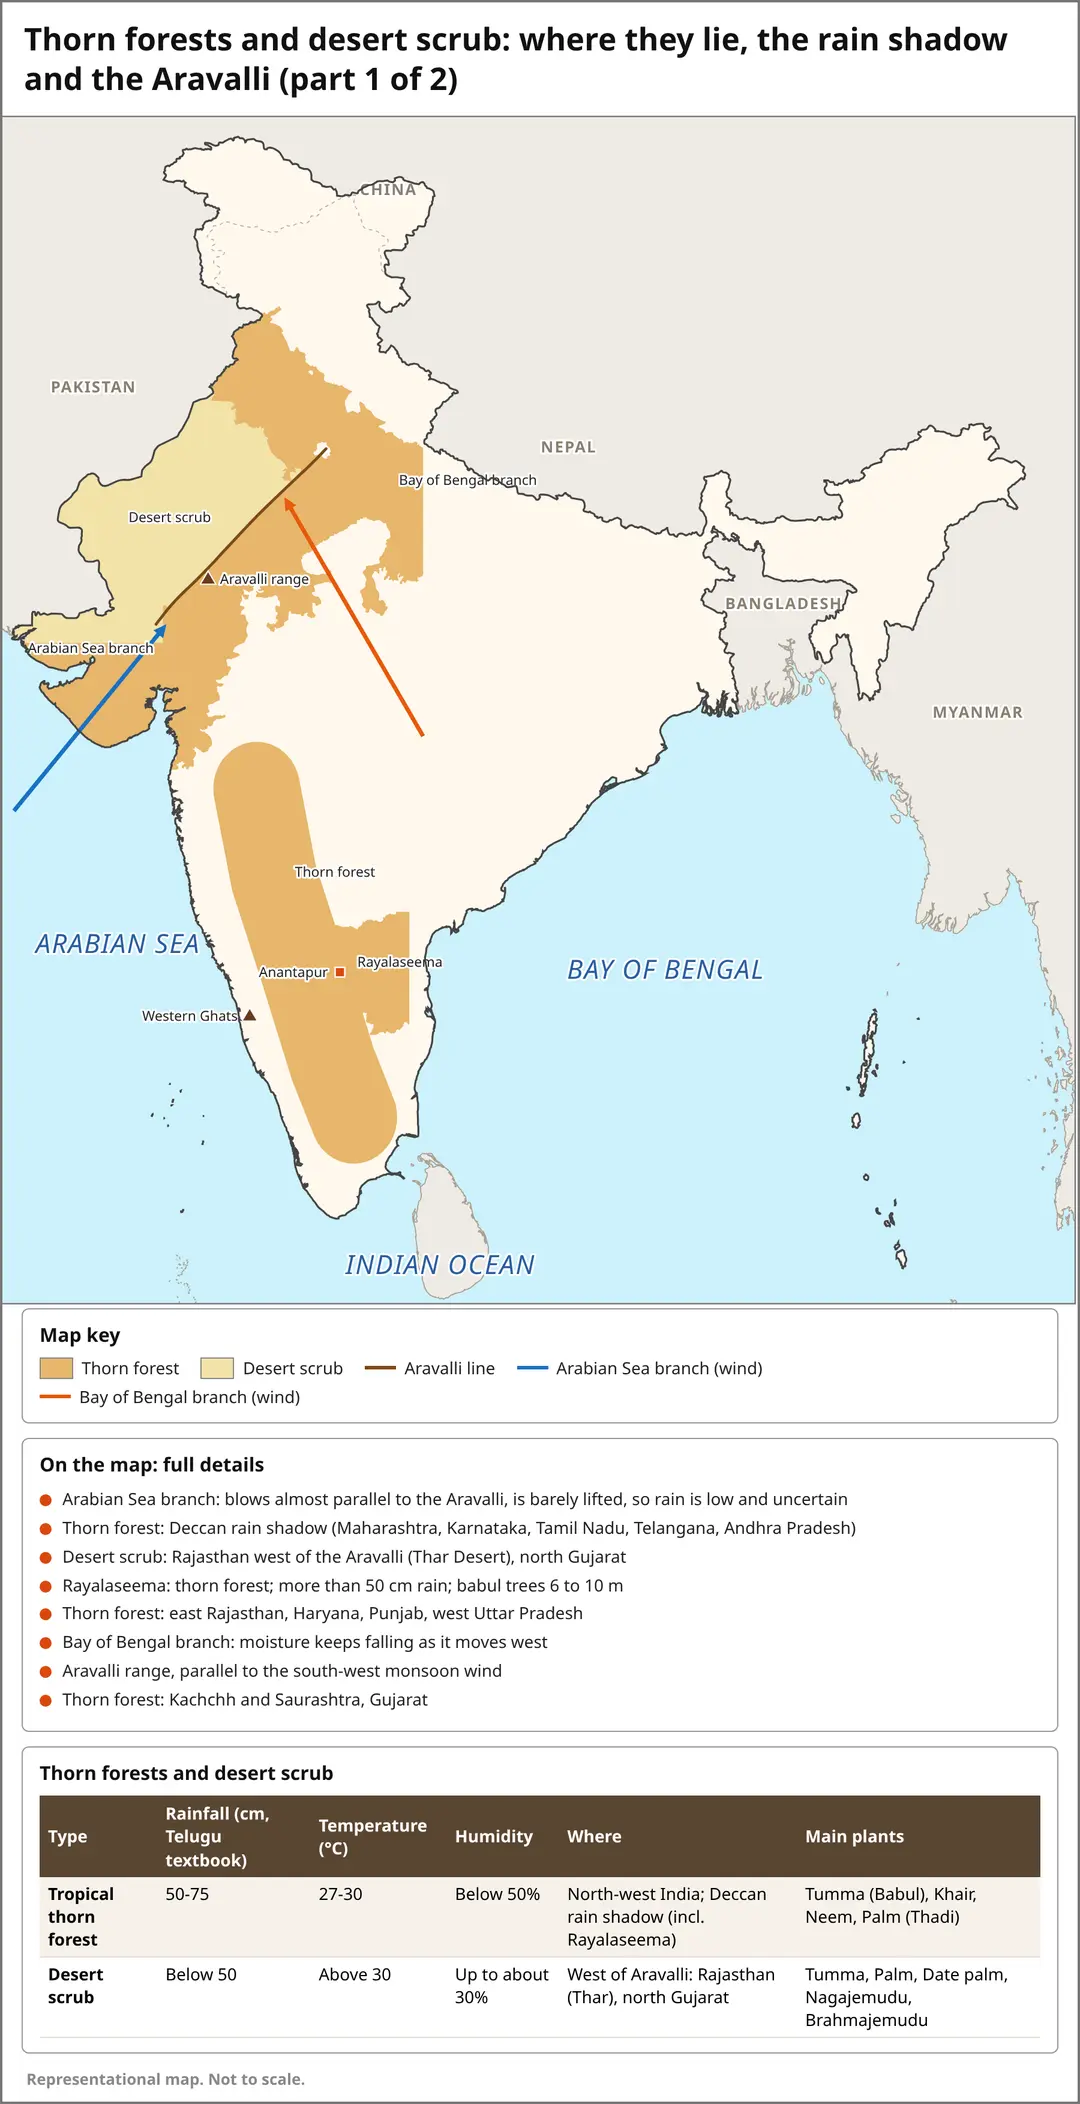 Thorn forests and desert scrub: where they lie, the rain shadow
and the Aravalli (part 1 of 2)
CHINA
PAKISTAN
NEPAL
Bay of Bengal branch
Desert scrub
Aravalli range
BANGLADESH
Arabian Sea branch
MYANMAR
Thorn forest
ARABIAN SEA
Rayalaseema
Anantapur
BAY OF BENGAL
Western Ghats
INDIAN OCEAN
Map key
Thorn forest
Desert scrub
Aravalli line
Arabian Sea branch (wind)
Bay of Bengal branch (wind)
On the map: full details
Arabian Sea branch: blows almost parallel to the Aravalli, is barely lifted, so rain is low and uncertain
Thorn forest: Deccan rain shadow (Maharashtra, Karnataka, Tamil Nadu, Telangana, Andhra Pradesh)
Desert scrub: Rajasthan west of the Aravalli (Thar Desert), north Gujarat
Rayalaseema: thorn forest; more than 50 cm rain; babul trees 6 to 10 m
Thorn forest: east Rajasthan, Haryana, Punjab, west Uttar Pradesh
Bay of Bengal branch: moisture keeps falling as it moves west
Aravalli range, parallel to the south-west monsoon wind
Thorn forest: Kachchh and Saurashtra, Gujarat
Thorn forests and desert scrub
Type
Rainfall (cm,
Telugu
textbook)
Temperature
(°C)
Humidity
Where
Main plants
Tropical
thorn
forest
50-75
27-30
Below 50%
North-west India; Deccan
rain shadow (incl.
Rayalaseema)
Tumma (Babul), Khair,
Neem, Palm (Thadi)
Desert
scrub
Below 50
Above 30
Up to about
30%
West of Aravalli: Rajasthan
(Thar), north Gujarat
Tumma, Palm, Date palm,
Nagajemudu,
Brahmajemudu
Representational map. Not to scale.